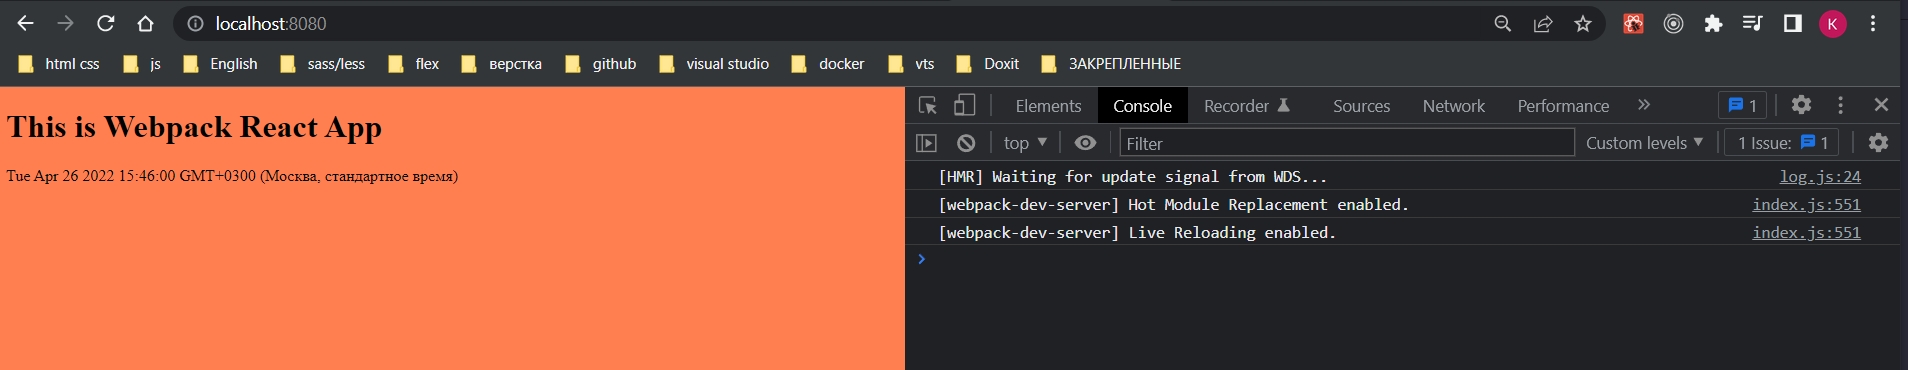 localhost:8080
K
html css js English sass/less flex верстка github visual studio docker vts Doxit ЗАКРЕПЛЕННЫЕ
This is Webpack React App
Tue Apr 26 2022 15:46:00 GMT+0300 (Москва, стандартное время)
Elements Console Recorder Sources Network Performance 1
top Filter Custom levels 1 Issue: 1
[HMR] Waiting for update signal from WDS... log.js:24
[webpack-dev-server] Hot Module Replacement enabled. index.js:551
[webpack-dev-server] Live Reloading enabled. index.js:551